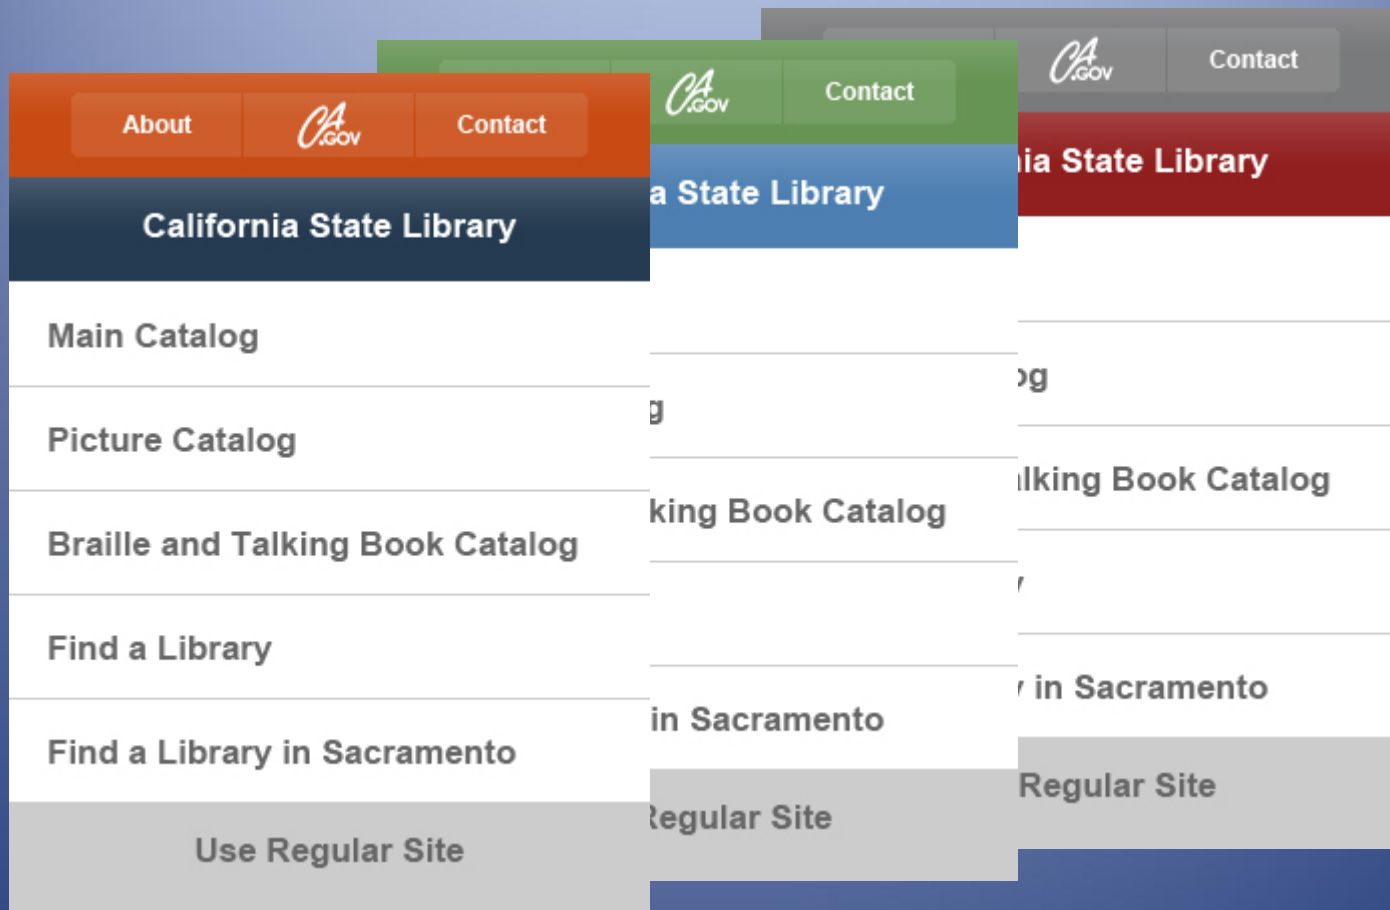 About
CA.GOV
Contact
California State Library
Main Catalog
Picture Catalog
Braille and Talking Book Catalog
Find a Library
Find a Library in Sacramento
Use Regular Site
CA.GOV
Contact
a State Library
g
king Book Catalog
in Sacramento
Regular Site
CA.GOV
Contact
nia State Library
og
lking Book Catalog
y
y in Sacramento
Regular Site